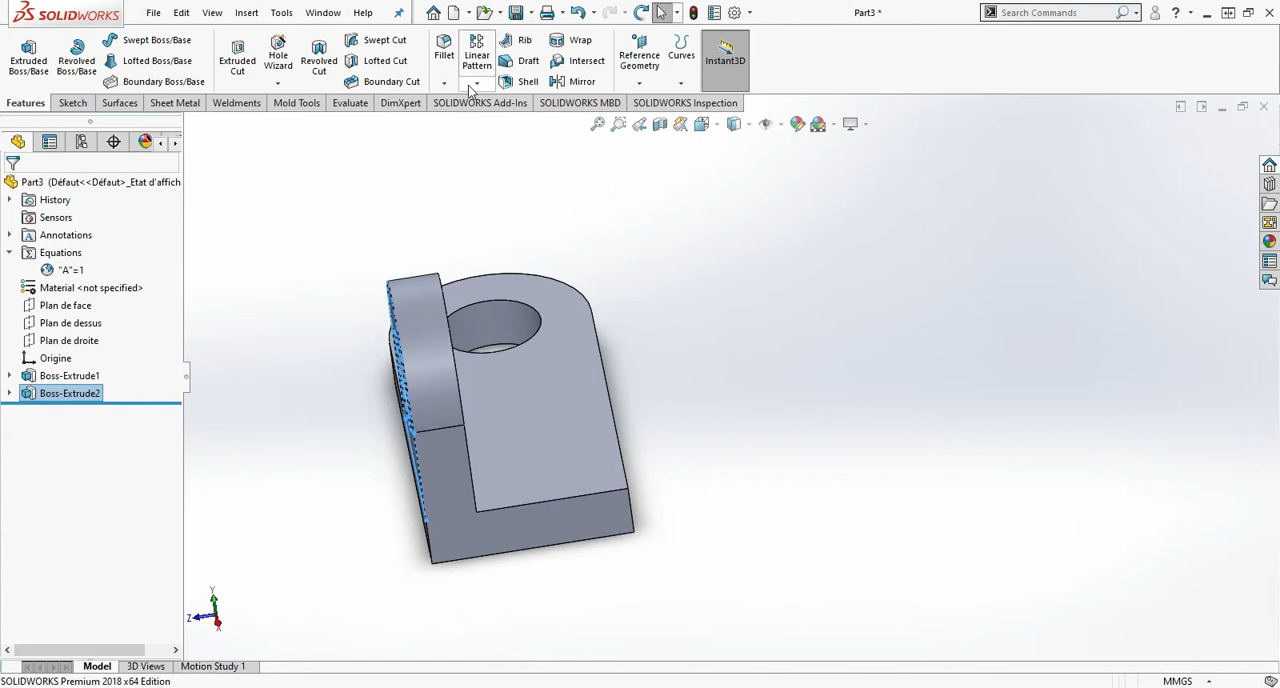 SOLIDWORKS
File Edit View Insert Tools Window Help
Part3 *
Search Commands
Extruded Boss/Base
Revolved Boss/Base
Swept Boss/Base
Lofted Boss/Base
Boundary Boss/Base
Extruded Cut
Hole Wizard
Revolved Cut
Swept Cut
Lofted Cut
Boundary Cut
Fillet
Linear Pattern
Rib
Draft
Shell
Wrap
Intersect
Mirror
Reference Geometry
Curves
Instant3D
Features Sketch Surfaces Sheet Metal Weldments Mold Tools Evaluate DimXpert SOLIDWORKS Add-Ins SOLIDWORKS MBD SOLIDWORKS Inspection
Part3 (Défaut<<Défaut>_Etat d'affich
History
Sensors
Annotations
Equations
"A"=1
Material <not specified>
Plan de face
Plan de dessus
Plan de droite
Origine
Boss-Extrude1
Boss-Extrude2
Y
Z
X
Model 3D Views Motion Study 1
SOLIDWORKS Premium 2018 x64 Edition
MMGS